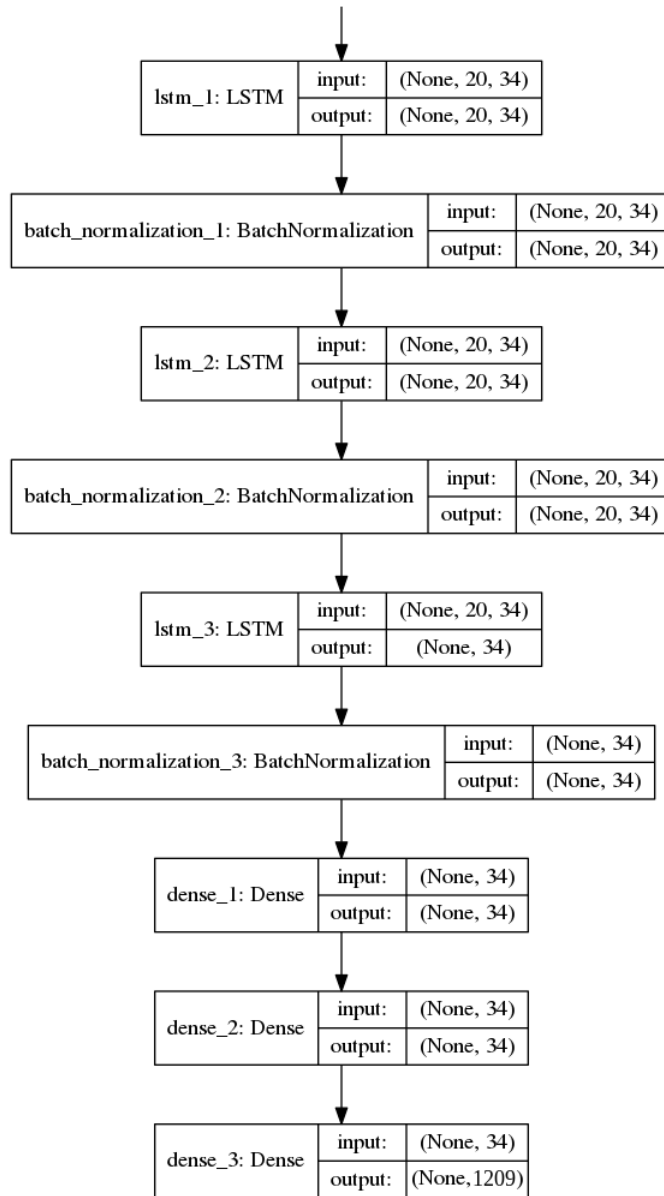 lstm_1: LSTM input: (None, 20, 34)
output: (None, 20, 34)
batch_normalization_1: BatchNormalization input: (None, 20, 34)
output: (None, 20, 34)
lstm_2: LSTM input: (None, 20, 34)
output: (None, 20, 34)
batch_normalization_2: BatchNormalization input: (None, 20, 34)
output: (None, 20, 34)
lstm_3: LSTM input: (None, 20, 34)
output: (None, 34)
batch_normalization_3: BatchNormalization input: (None, 34)
output: (None, 34)
dense_1: Dense input: (None, 34)
output: (None, 34)
dense_2: Dense input: (None, 34)
output: (None, 34)
dense_3: Dense input: (None, 34)
output: (None,1209)